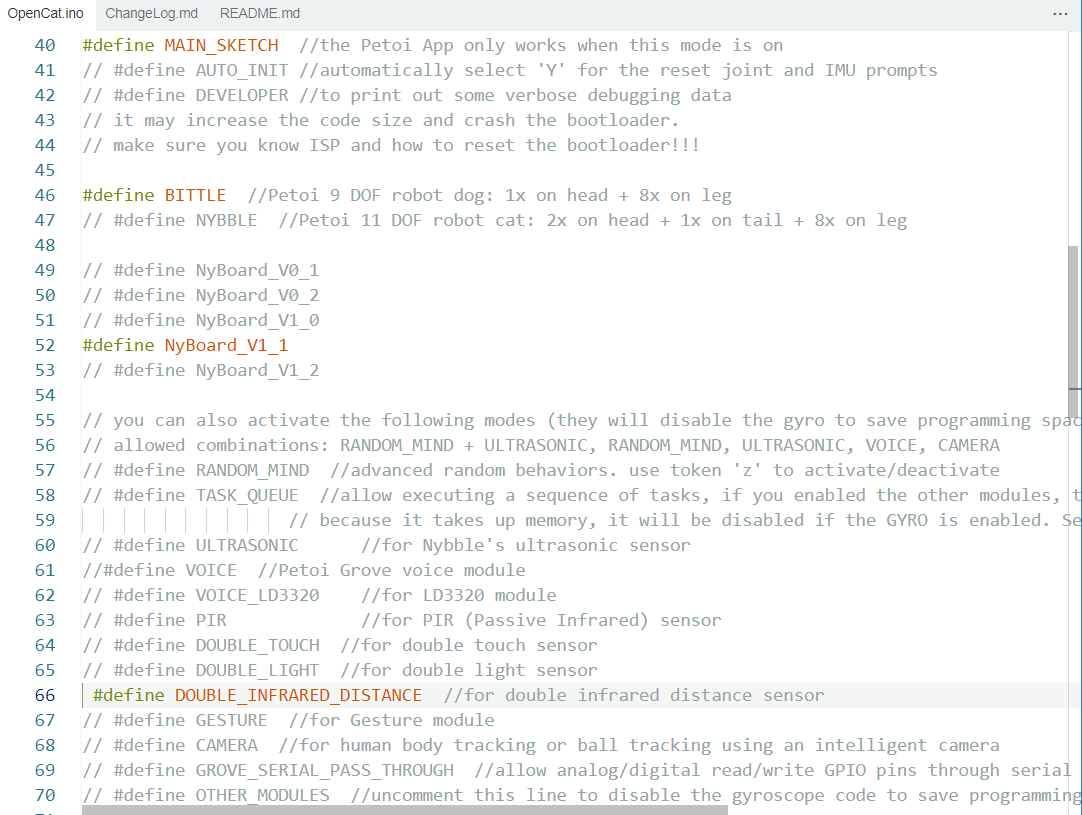 OpenCat.ino ChangeLog.md README.md ...
40 #define MAIN_SKETCH  //the Petoi App only works when this mode is on
41 // #define AUTO_INIT //automatically select 'Y' for the reset joint and IMU prompts
42 // #define DEVELOPER //to print out some verbose debugging data
43 // it may increase the code size and crash the bootloader.
44 // make sure you know ISP and how to reset the bootloader!!!
45
46 #define BITTLE  //Petoi 9 DOF robot dog: 1x on head + 8x on leg
47 // #define NYBBLE  //Petoi 11 DOF robot cat: 2x on head + 1x on tail + 8x on leg
48
49 // #define NyBoard_V0_1
50 // #define NyBoard_V0_2
51 // #define NyBoard_V1_0
52 #define NyBoard_V1_1
53 // #define NyBoard_V1_2
54
55 // you can also activate the following modes (they will disable the gyro to save programming spac
56 // allowed combinations: RANDOM_MIND + ULTRASONIC, RANDOM_MIND, ULTRASONIC, VOICE, CAMERA
57 // #define RANDOM_MIND  //advanced random behaviors. use token 'z' to activate/deactivate
58 // #define TASK_QUEUE  //allow executing a sequence of tasks, if you enabled the other modules, t
59 // because it takes up memory, it will be disabled if the GYRO is enabled. Se
60 // #define ULTRASONIC      //for Nybble's ultrasonic sensor
61 //#define VOICE  //Petoi Grove voice module
62 // #define VOICE_LD3320    //for LD3320 module
63 // #define PIR             //for PIR (Passive Infrared) sensor
64 // #define DOUBLE_TOUCH  //for double touch sensor
65 // #define DOUBLE_LIGHT  //for double light sensor
66 #define DOUBLE_INFRARED_DISTANCE  //for double infrared distance sensor
67 // #define GESTURE  //for Gesture module
68 // #define CAMERA  //for human body tracking or ball tracking using an intelligent camera
69 // #define GROVE_SERIAL_PASS_THROUGH  //allow analog/digital read/write GPIO pins through serial
70 // #define OTHER_MODULES  //uncomment this line to disable the gyroscope code to save programming